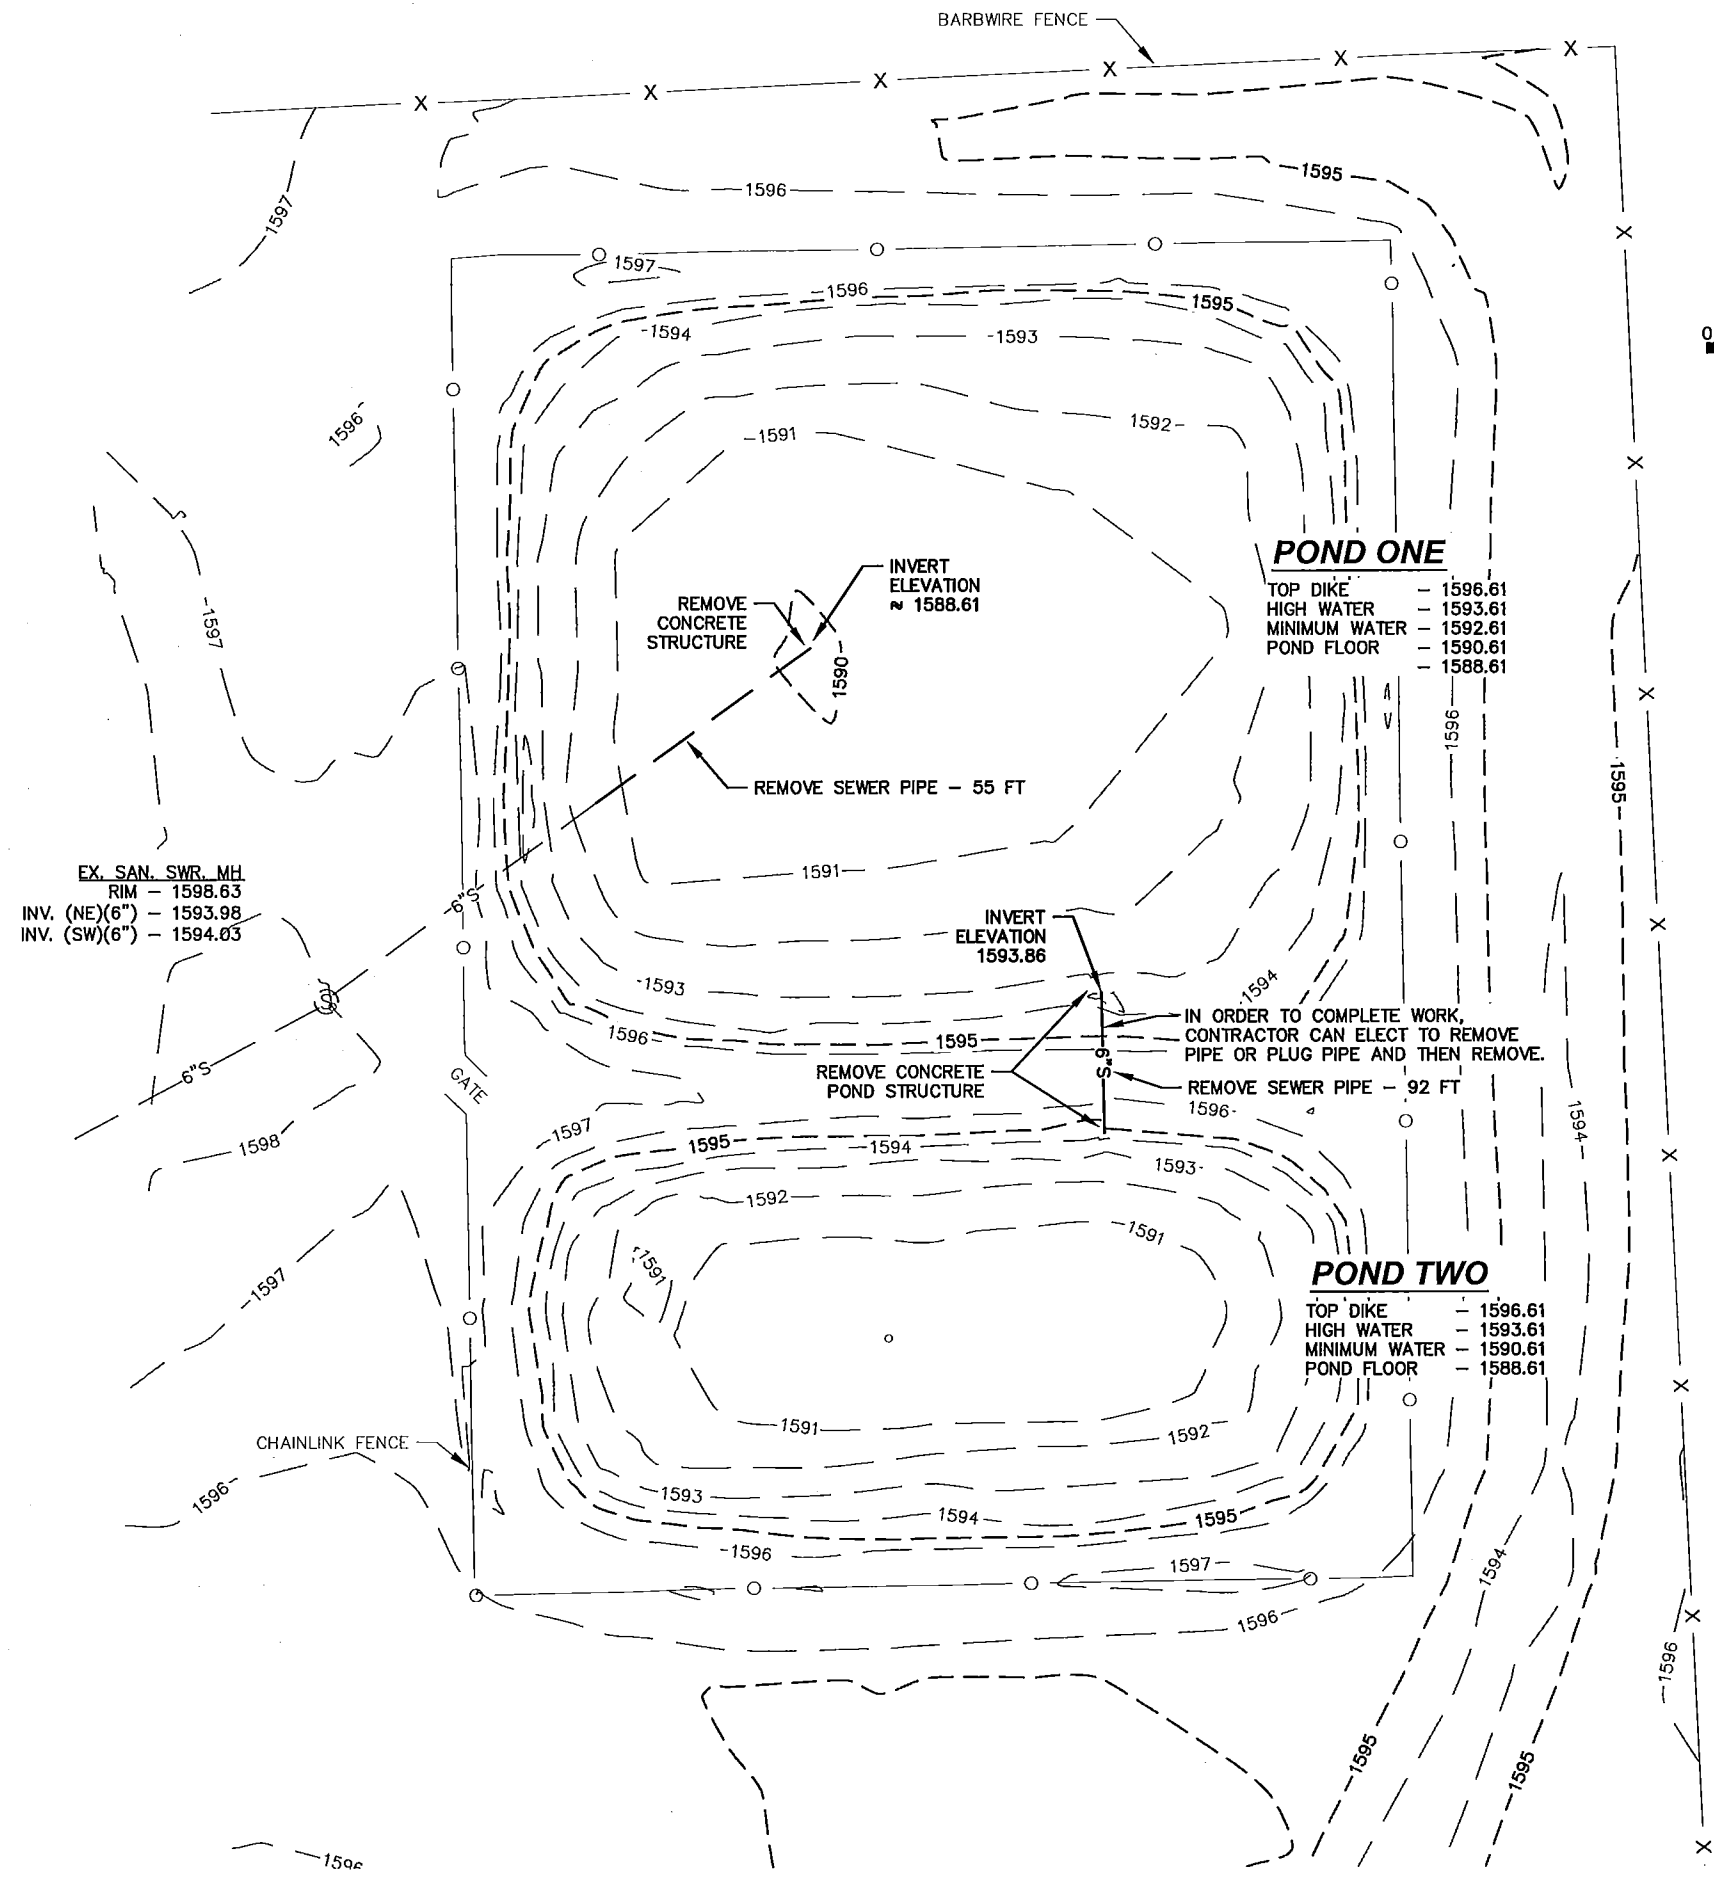 BARBWIRE FENCE
X X X X X X
1595
1596
1597
1597
1596
1595
0
1594
1593
1596
1592
1591
POND ONE
TOP DIKE - 1596.61
HIGH WATER - 1593.61
MINIMUM WATER - 1592.61
POND FLOOR - 1590.61
- 1588.61
INVERT
ELEVATION
≈ 1588.61
REMOVE
CONCRETE
STRUCTURE
1597
1590
1596
1595
REMOVE SEWER PIPE - 55 FT
EX. SAN. SWR. MH
RIM - 1598.63
INV. (NE)(6") - 1593.98
INV. (SW)(6") - 1594.03
6"S
1591
INVERT
ELEVATION
1593.86
1593
1594
S
IN ORDER TO COMPLETE WORK,
CONTRACTOR CAN ELECT TO REMOVE
PIPE OR PLUG PIPE AND THEN REMOVE.
1596
1595
6"S
6"S
GATE
REMOVE CONCRETE
POND STRUCTURE
REMOVE SEWER PIPE - 92 FT
1596
1594
1598
1597
1595
1594
1593
1592
1591
1591
1597
POND TWO
TOP DIKE - 1596.61
HIGH WATER - 1593.61
MINIMUM WATER - 1590.61
POND FLOOR - 1588.61
1591
1592
CHAINLINK FENCE
1596
1593
1594
1595
1596
1597
1594
1596
1596
1595
1595
1596
X X X X X X X X